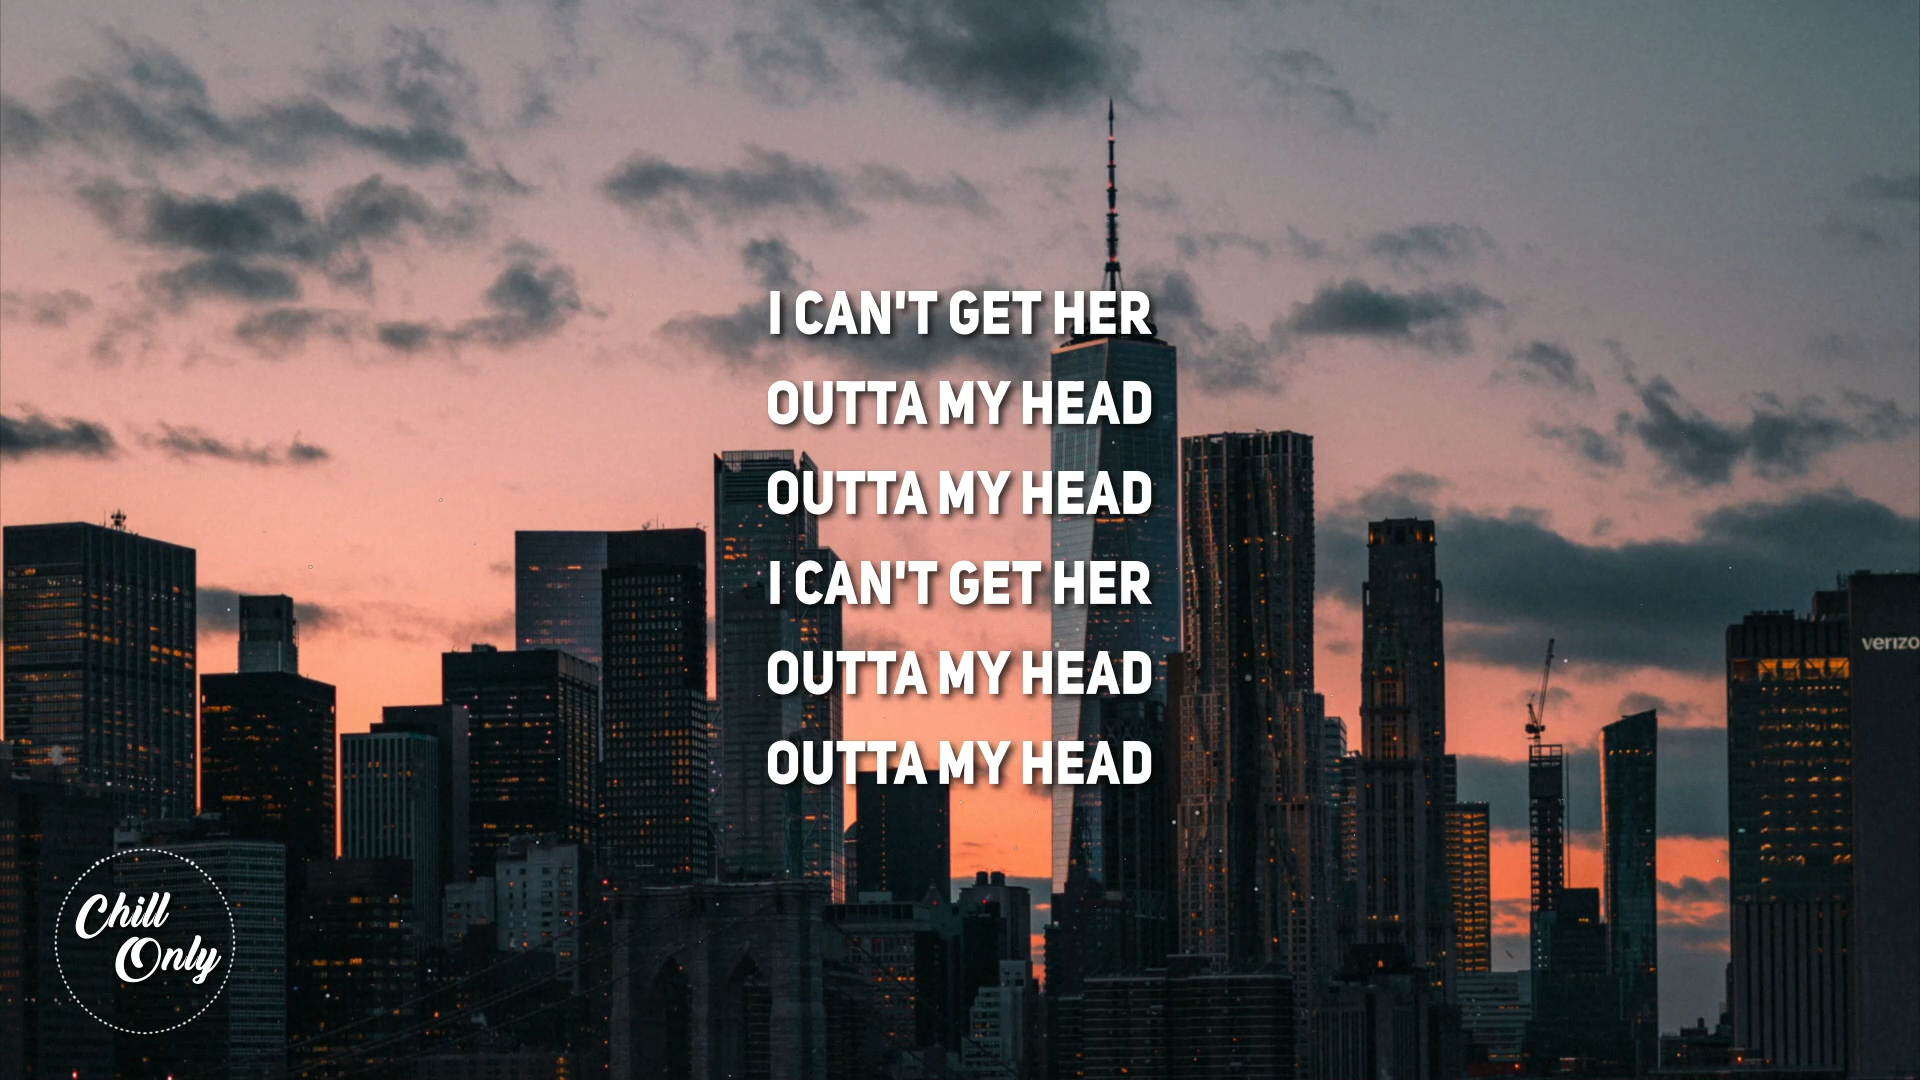 I CAN'T GET HER
OUTTA MY HEAD
OUTTA MY HEAD
I CAN'T GET HER
OUTTA MY HEAD
OUTTA MY HEAD
verizo
Chill
Only